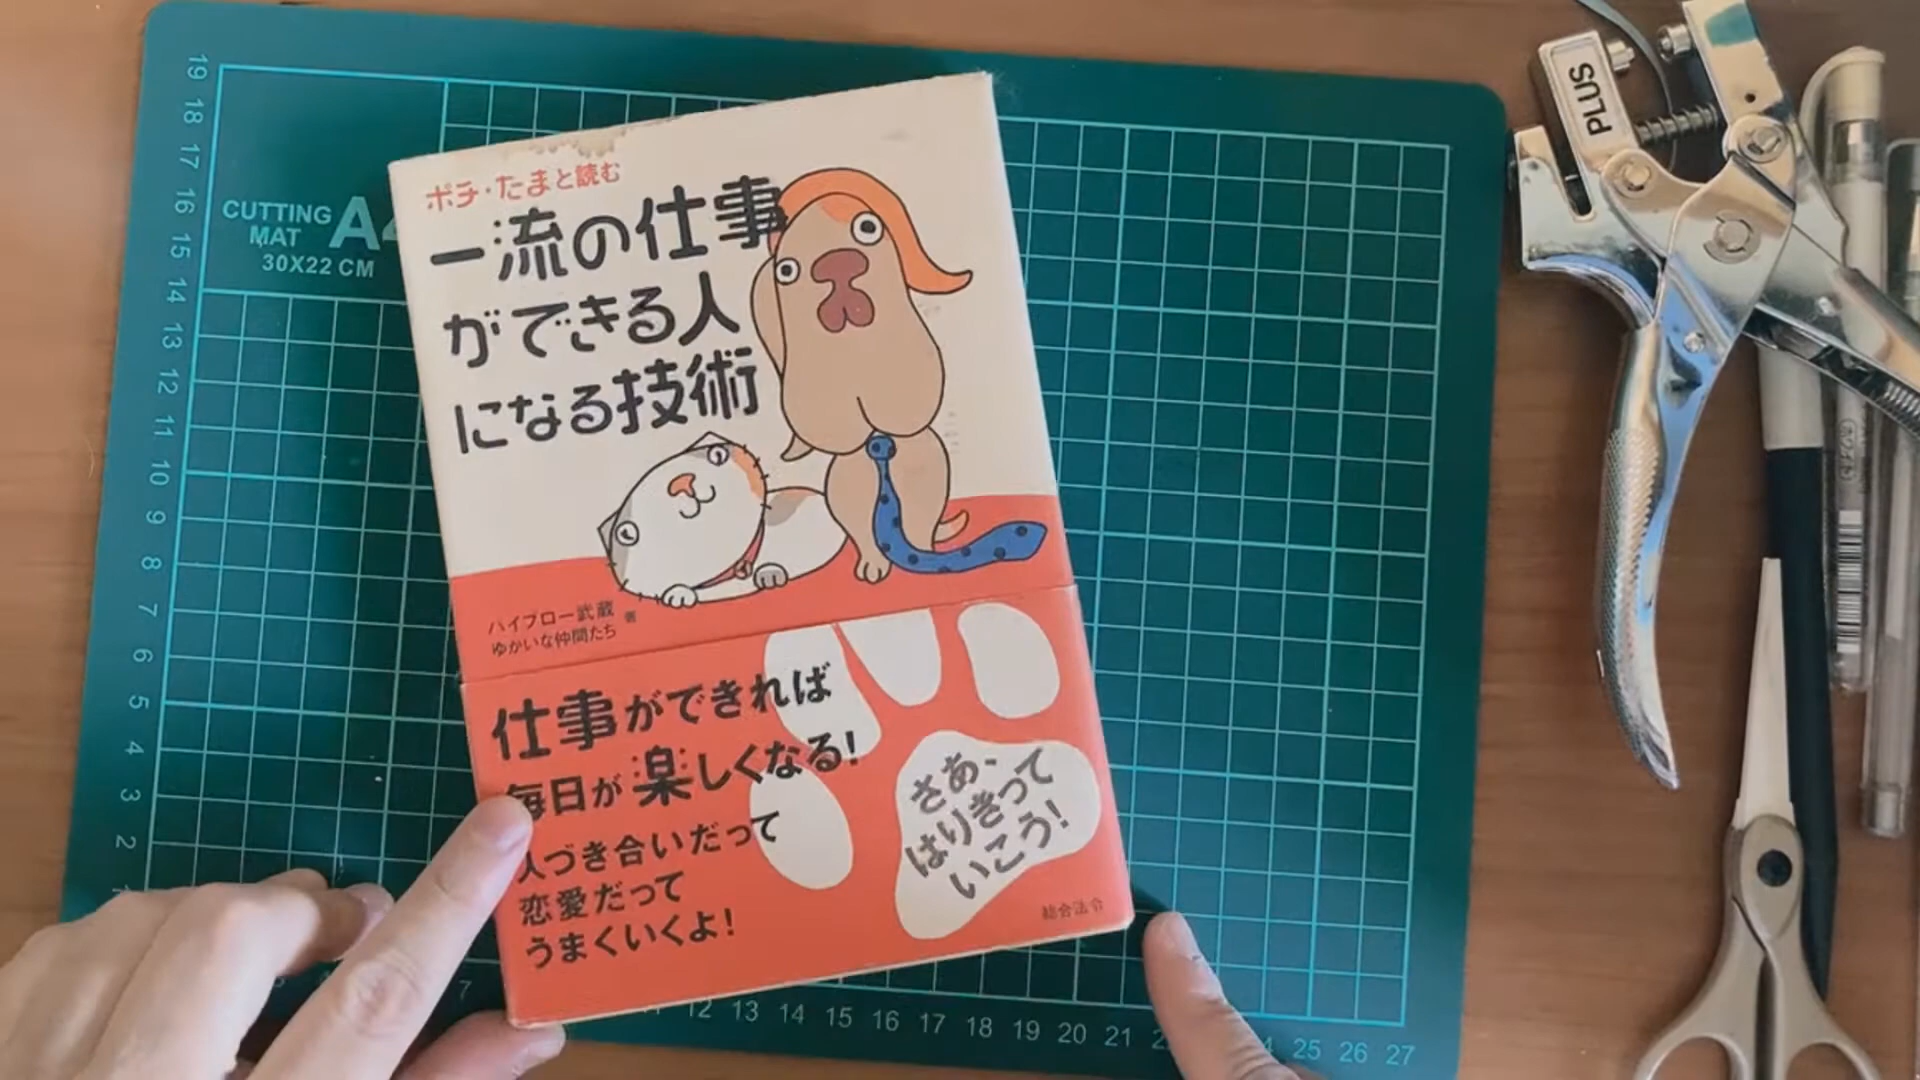 ポチ・たまと読む
一流の仕事
ができる人
になる技術
ハイブロー武蔵
ゆかいな仲間たち
著
仕事ができれば
毎日が楽しくなる!
人づき合いだって
恋愛だって
うまくいくよ!
さあ、
はりきって
いこう!
総合法令
CUTTING
MAT
30X22 CM
PLUS
19
18
17
16
15
14
13
12
11
10
9
8
7
6
5
4
3
2
7
12 13 14 15 16 17 18 19 20 21
25 26 27